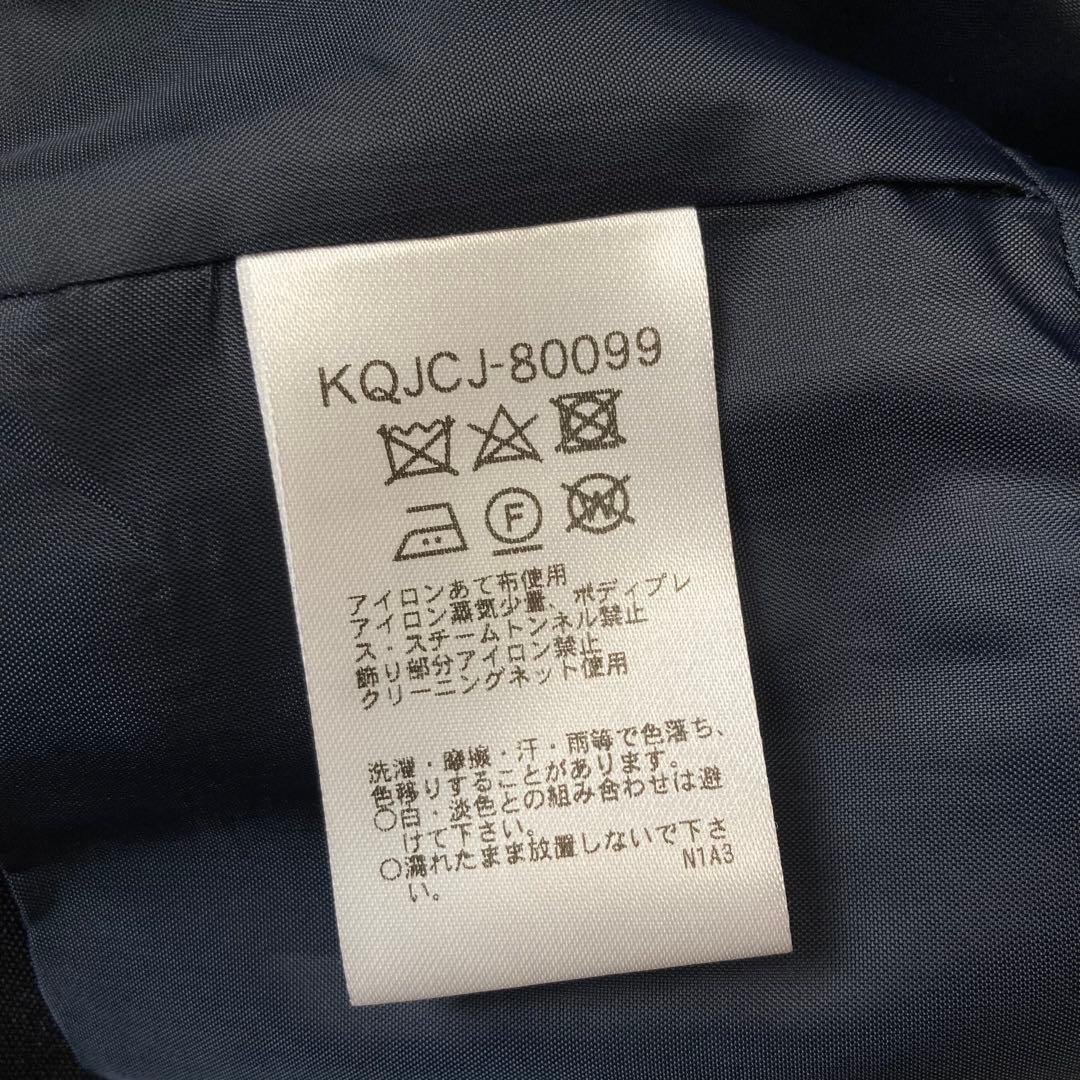 KQJCJ-80099
F
W
アイロンあて布使用
アイロン蒸気少量、ボディプレ
ス・スチームトンネル禁止
飾り部分アイロン禁止
クリーニングネット使用
洗濯・摩擦・汗・雨等で色落ち、
色移りすることがあります。
○白・淡色との組み合わせは避
けて下さい。
○濡れたまま放置しないで下さ
い。
N1A3